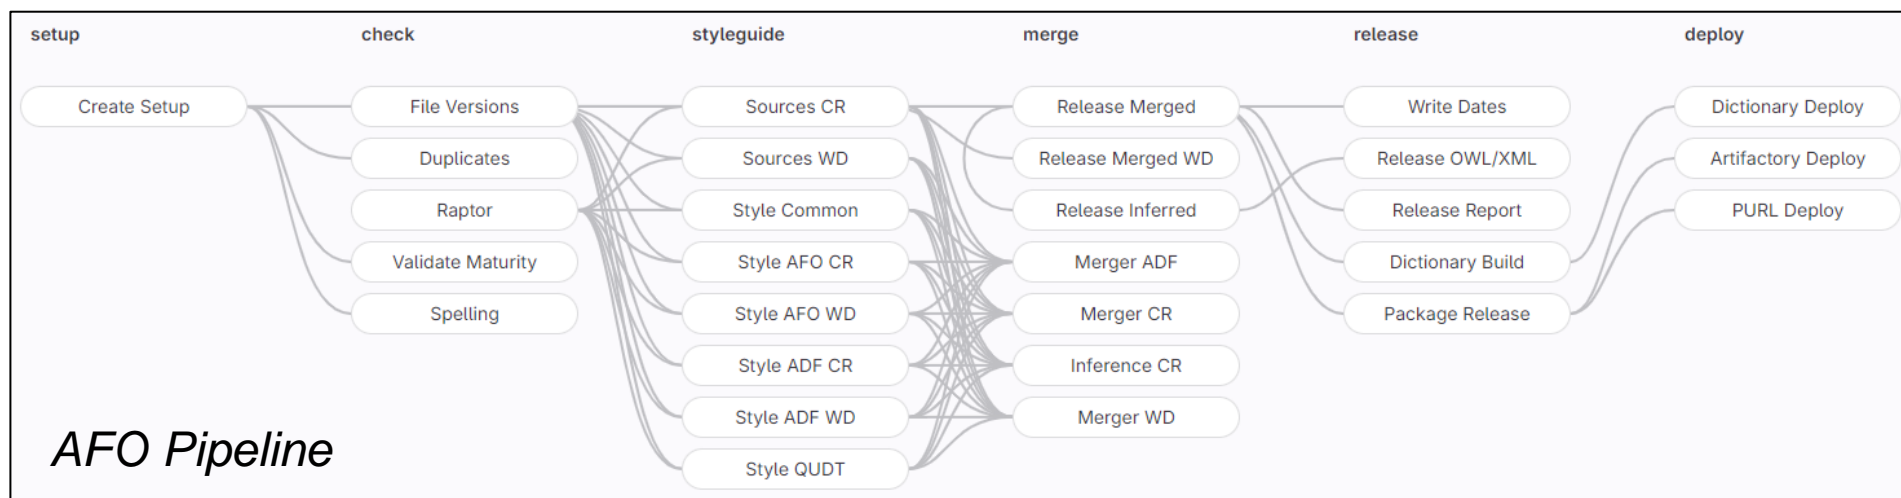 setup check styleguide merge release deploy
Create Setup File Versions Sources CR Release Merged Write Dates Dictionary Deploy
Duplicates Sources WD Release Merged WD Release OWL/XML Artifactory Deploy
Raptor Style Common Release Inferred Release Report PURL Deploy
Validate Maturity Style AFO CR Merger ADF Dictionary Build
Spelling Style AFO WD Merger CR Package Release
Style ADF CR Inference CR
Style ADF WD Merger WD
AFO Pipeline
Style QUDT